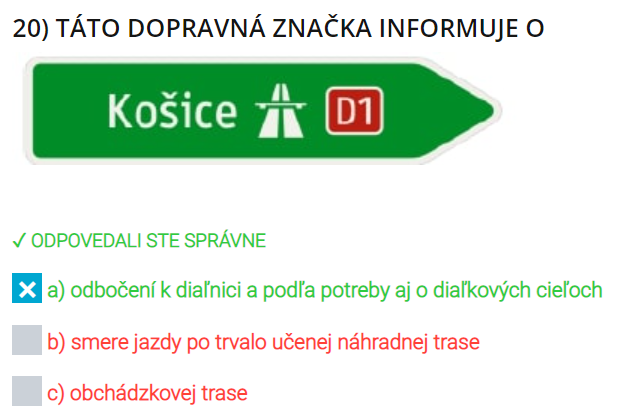 20) TÁTO DOPRAVNÁ ZNAČKA INFORMUJE O
Košice D1
✓ ODPOVEDALI STE SPRÁVNE
a) odbočení k diaľnici a podľa potreby aj o diaľkových cieľoch
b) smere jazdy po trvalo učenej náhradnej trase
c) obchádzkovej trase